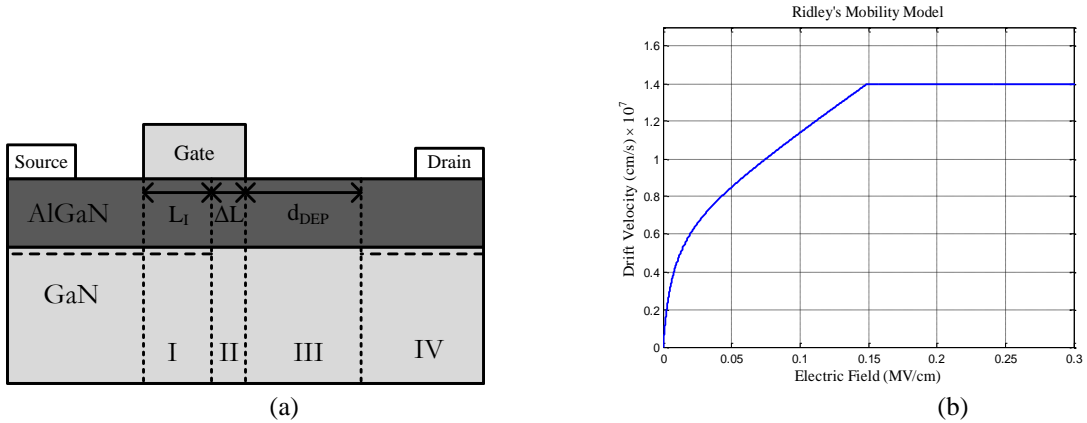 Source
Gate
Drain
AlGaN
L_I
ΔL
d_DEP
GaN
I
II
III
IV
(a)
Ridley's Mobility Model
Drift Velocity (cm/s) × 10^7
1.6
1.4
1.2
1
0.8
0.6
0.4
0.2
0
0
0.05
0.1
0.15
0.2
0.25
0.3
Electric Field (MV/cm)
(b)